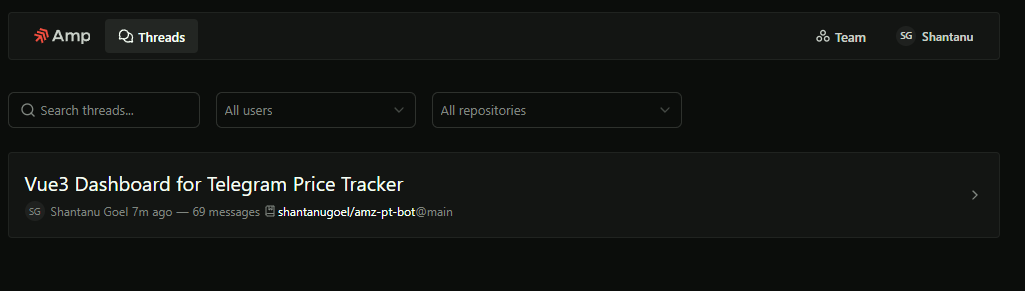 Amp Threads Team SG Shantanu
Search threads... All users All repositories
Vue3 Dashboard for Telegram Price Tracker
SG Shantanu Goel 7m ago — 69 messages shantanugoel/amz-pt-bot@main